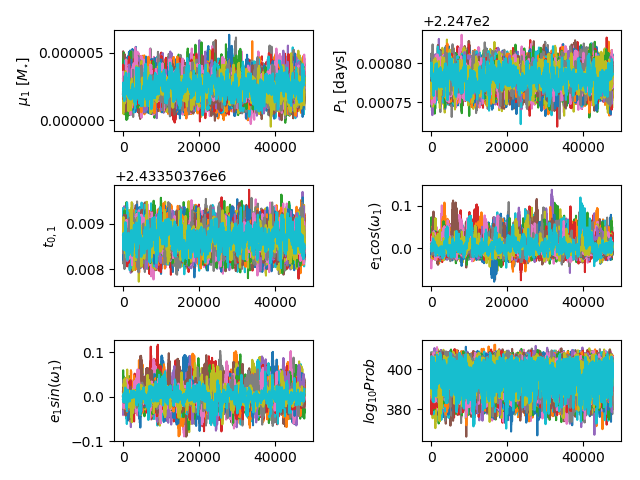 μ₁ [M⋆]
0.000005
0.000000
0 20000 40000
+2.247e2
P₁ [days]
0.00080
0.00075
0 20000 40000
+2.43350376e6
t₀,₁
0.009
0.008
0 20000 40000
e₁cos(ω₁)
0.1
0.0
0 20000 40000
e₁sin(ω₁)
0.1
0.0
−0.1
0 20000 40000
log₁₀Prob
400
380
0 20000 40000